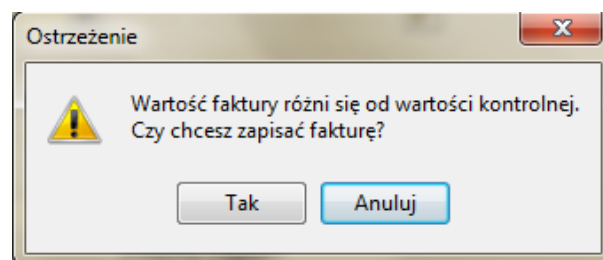 Ostrzeżenie
Wartość faktury różni się od wartości kontrolnej.
Czy chcesz zapisać fakturę?
Tak
Anuluj